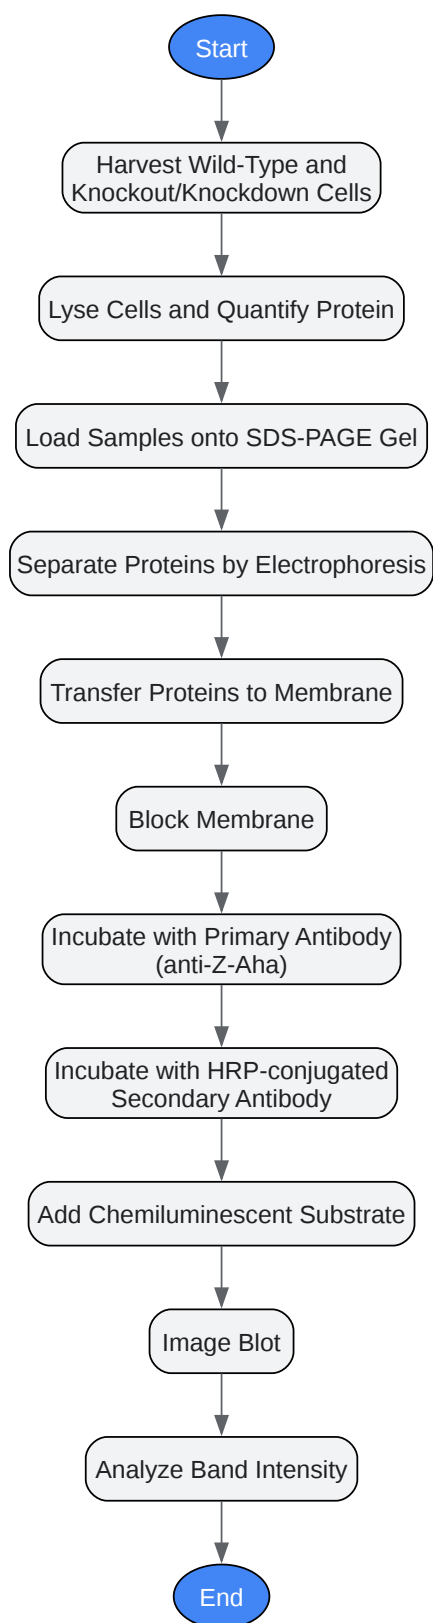 Start
Harvest Wild-Type and
Knockout/Knockdown Cells
Lyse Cells and Quantify Protein
Load Samples onto SDS-PAGE Gel
Separate Proteins by Electrophoresis
Transfer Proteins to Membrane
Block Membrane
Incubate with Primary Antibody
(anti-Z-Aha)
Incubate with HRP-conjugated
Secondary Antibody
Add Chemiluminescent Substrate
Image Blot
Analyze Band Intensity
End